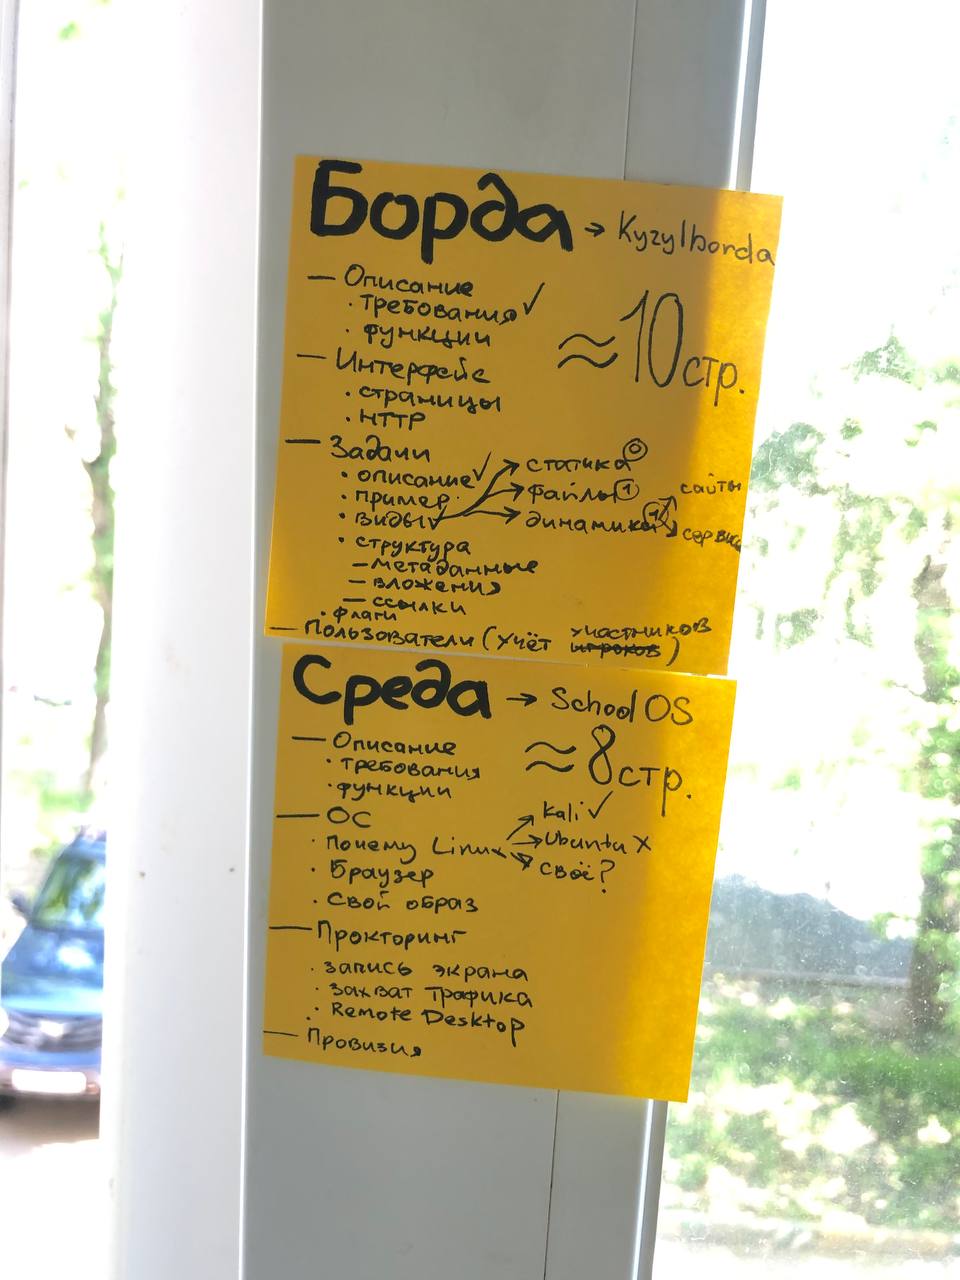 Борда → Kyzylborda
— Описание
· требования ✓
· функции
≈ 10 стр.
— Интерфейс
· страницы
· HTTP
— Задачи
· описание ✓
· пример
· виды ✓
→ статика 0
→ файлы 1
→ динамика 1
сайты
сервисы
· структура
— метаданные
— вложения
— ссылки
· флаги
— Пользователи (учёт игроков участников)
Среда → School OS
— Описание
· требования
· функции
≈ 8 стр.
— ОС
· Почему Linux
→ Kali ✓
→ Ubuntu X
→ своё?
· Браузер
· Свой образ
— Прокторинг
· запись экрана
· захват трафика
· Remote Desktop
— Провизия